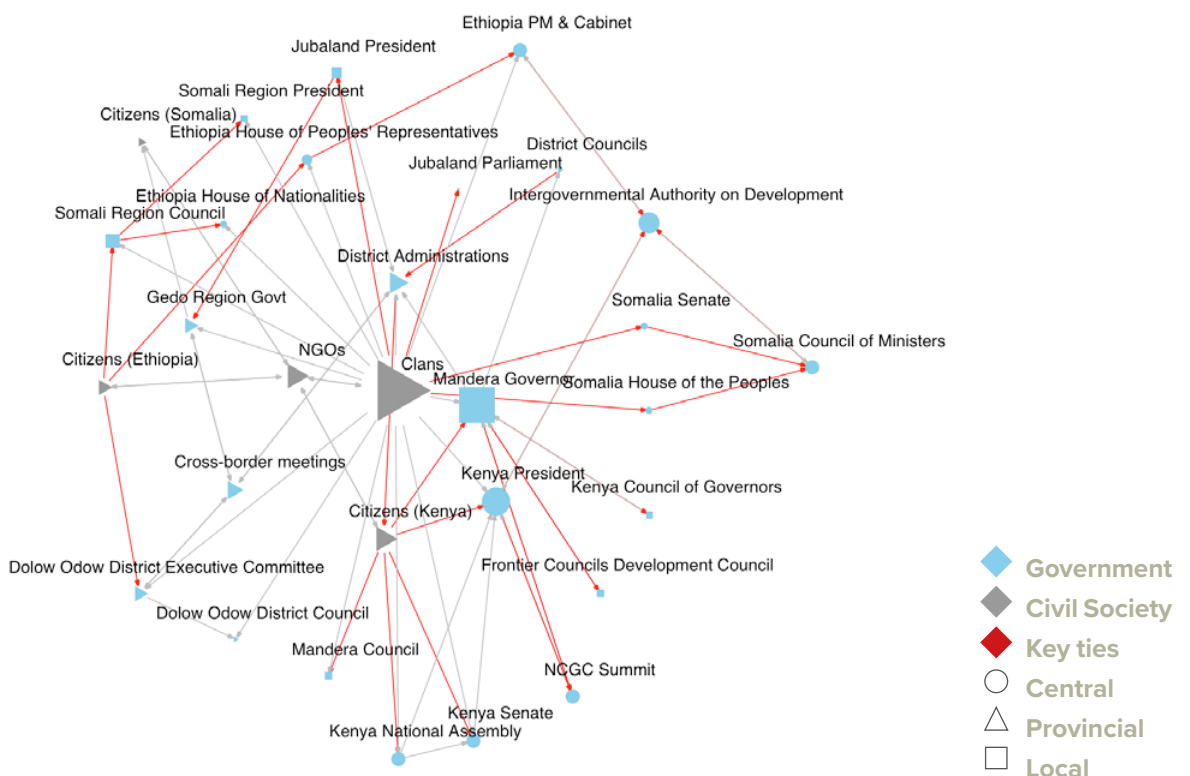 Ethiopia PM & Cabinet
Jubaland President
Somali Region President
Citizens (Somalia)
Ethiopia House of Peoples' Representatives
District Councils
Jubaland Parliament
Ethiopia House of Nationalities
Intergovernmental Authority on Development
Somali Region Council
District Administrations
Gedo Region Govt
Somalia Senate
Somalia Council of Ministers
NGOs
Citizens (Ethiopia)
Clans
Mandera Governor
Somalia House of the Peoples
Cross-border meetings
Kenya President
Kenya Council of Governors
Citizens (Kenya)
Dolow Odow District Executive Committee
Frontier Councils Development Council
Dolow Odow District Council
Mandera Council
NCGC Summit
Kenya Senate
Kenya National Assembly
Government
Civil Society
Key ties
Central
Provincial
Local